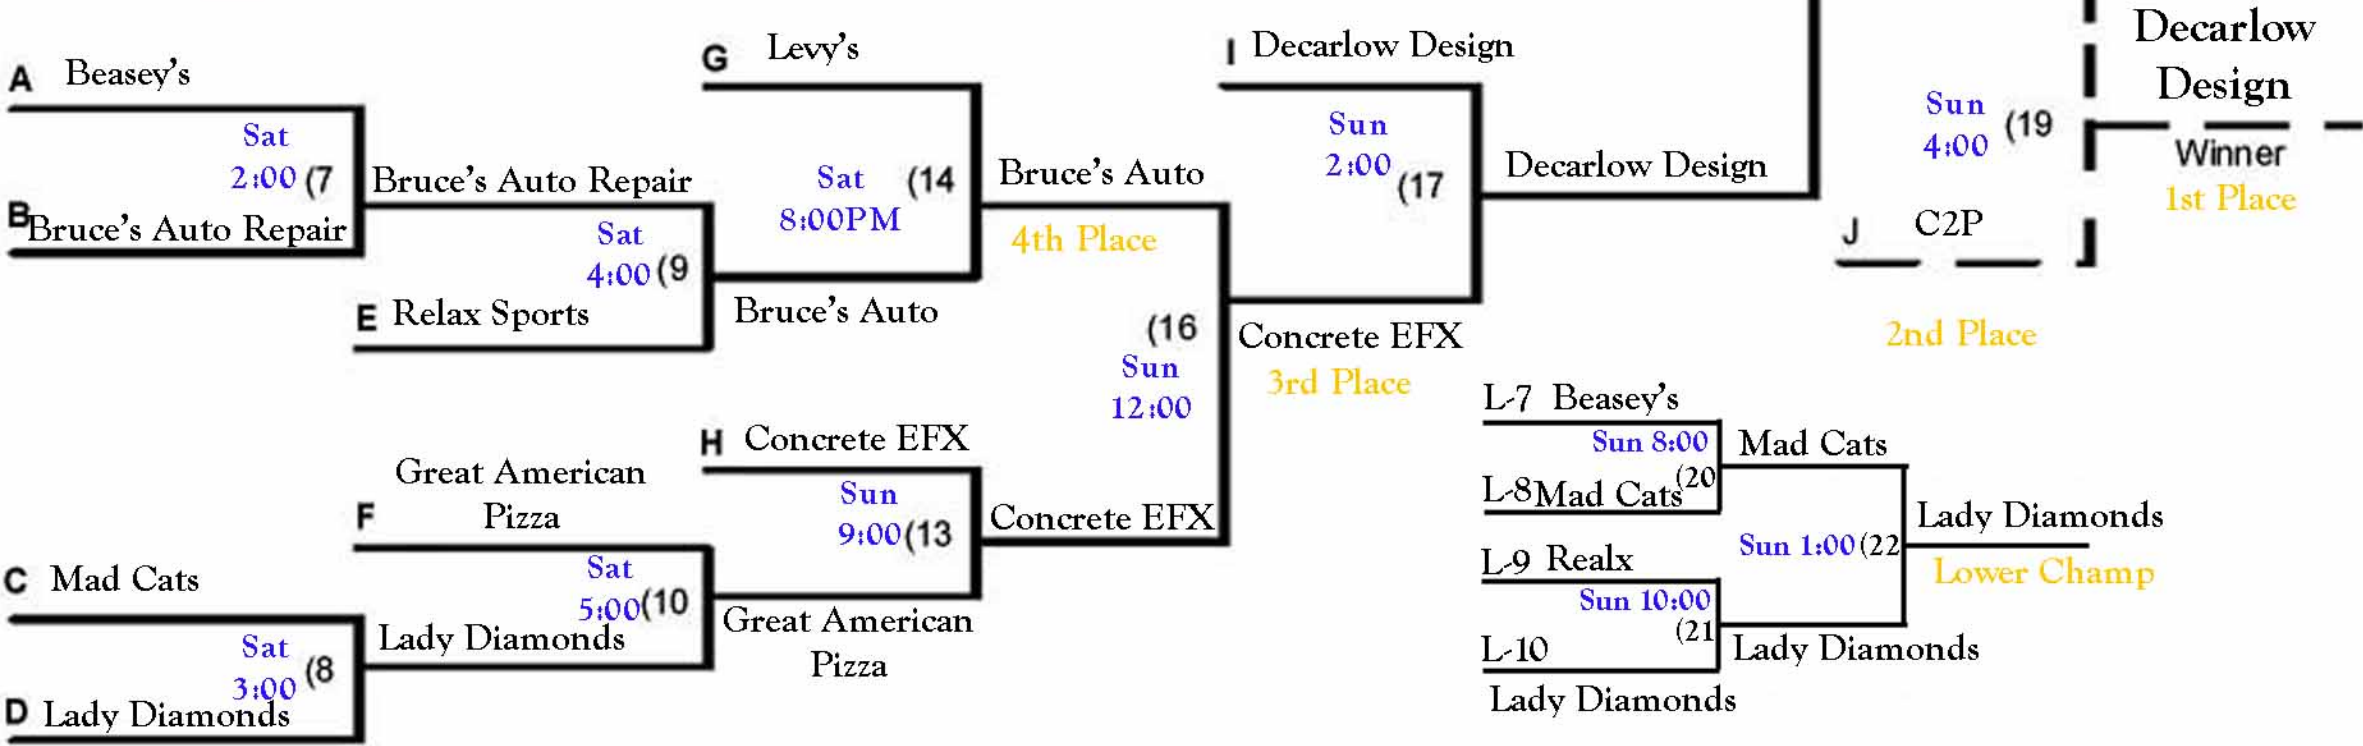 A Beasey's
Sat
2:00 (7
B Bruce's Auto Repair
Bruce's Auto Repair
Sat
4:00 (9
E Relax Sports
G Levy's
Sat (14
8:00PM
Bruce's Auto
Bruce's Auto
4th Place
I Decarlow Design
Sun
2:00 (17
Decarlow Design
(16
Sun
12:00
Concrete EFX
3rd Place
Decarlow
Design
Sun
4:00 (19
Winner
1st Place
J C2P
2nd Place
C Mad Cats
Sat
3:00 (8
D Lady Diamonds
Lady Diamonds
F Great American
Pizza
Sat
5:00 (10
H Concrete EFX
Sun
9:00 (13
Great American
Pizza
Concrete EFX
L-7 Beasey's
Sun 8:00
(20
L-8 Mad Cats
Mad Cats
L-9 Realx
Sun 10:00
(21
L-10
Lady Diamonds
Lady Diamonds
Sun 1:00 (22
Lady Diamonds
Lower Champ